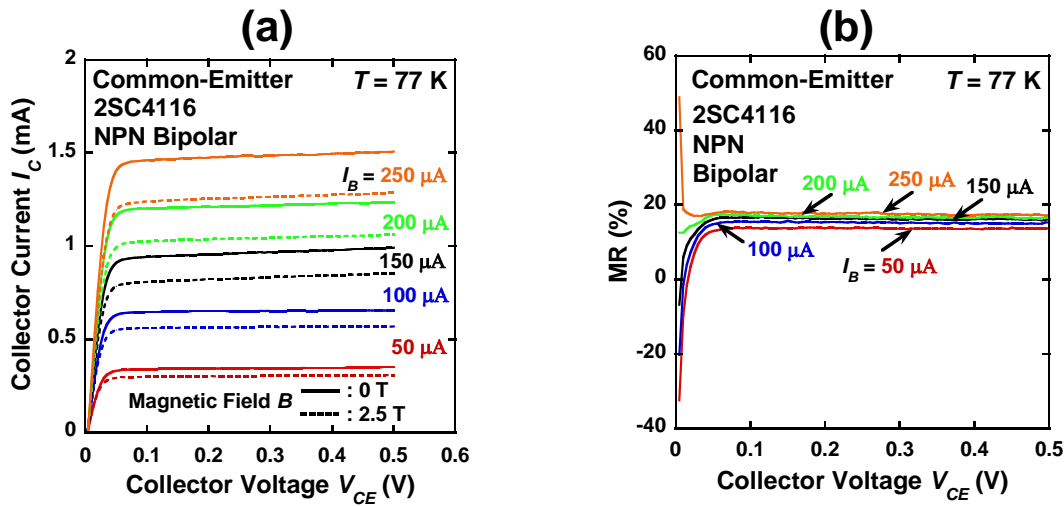 (a)
Common-Emitter
T = 77 K
2SC4116
NPN Bipolar
I_B = 250 µA
200 µA
150 µA
100 µA
50 µA
Magnetic Field B
: 0 T
: 2.5 T
2
1.5
1
0.5
0
0 0.1 0.2 0.3 0.4 0.5 0.6
Collector Current I_C (mA)
Collector Voltage V_CE (V)
(b)
Common-Emitter
T = 77 K
2SC4116
NPN
Bipolar
200 µA
250 µA
150 µA
100 µA
I_B = 50 µA
60
40
20
0
-20
-40
0 0.1 0.2 0.3 0.4 0.5
MR (%)
Collector Voltage V_CE (V)